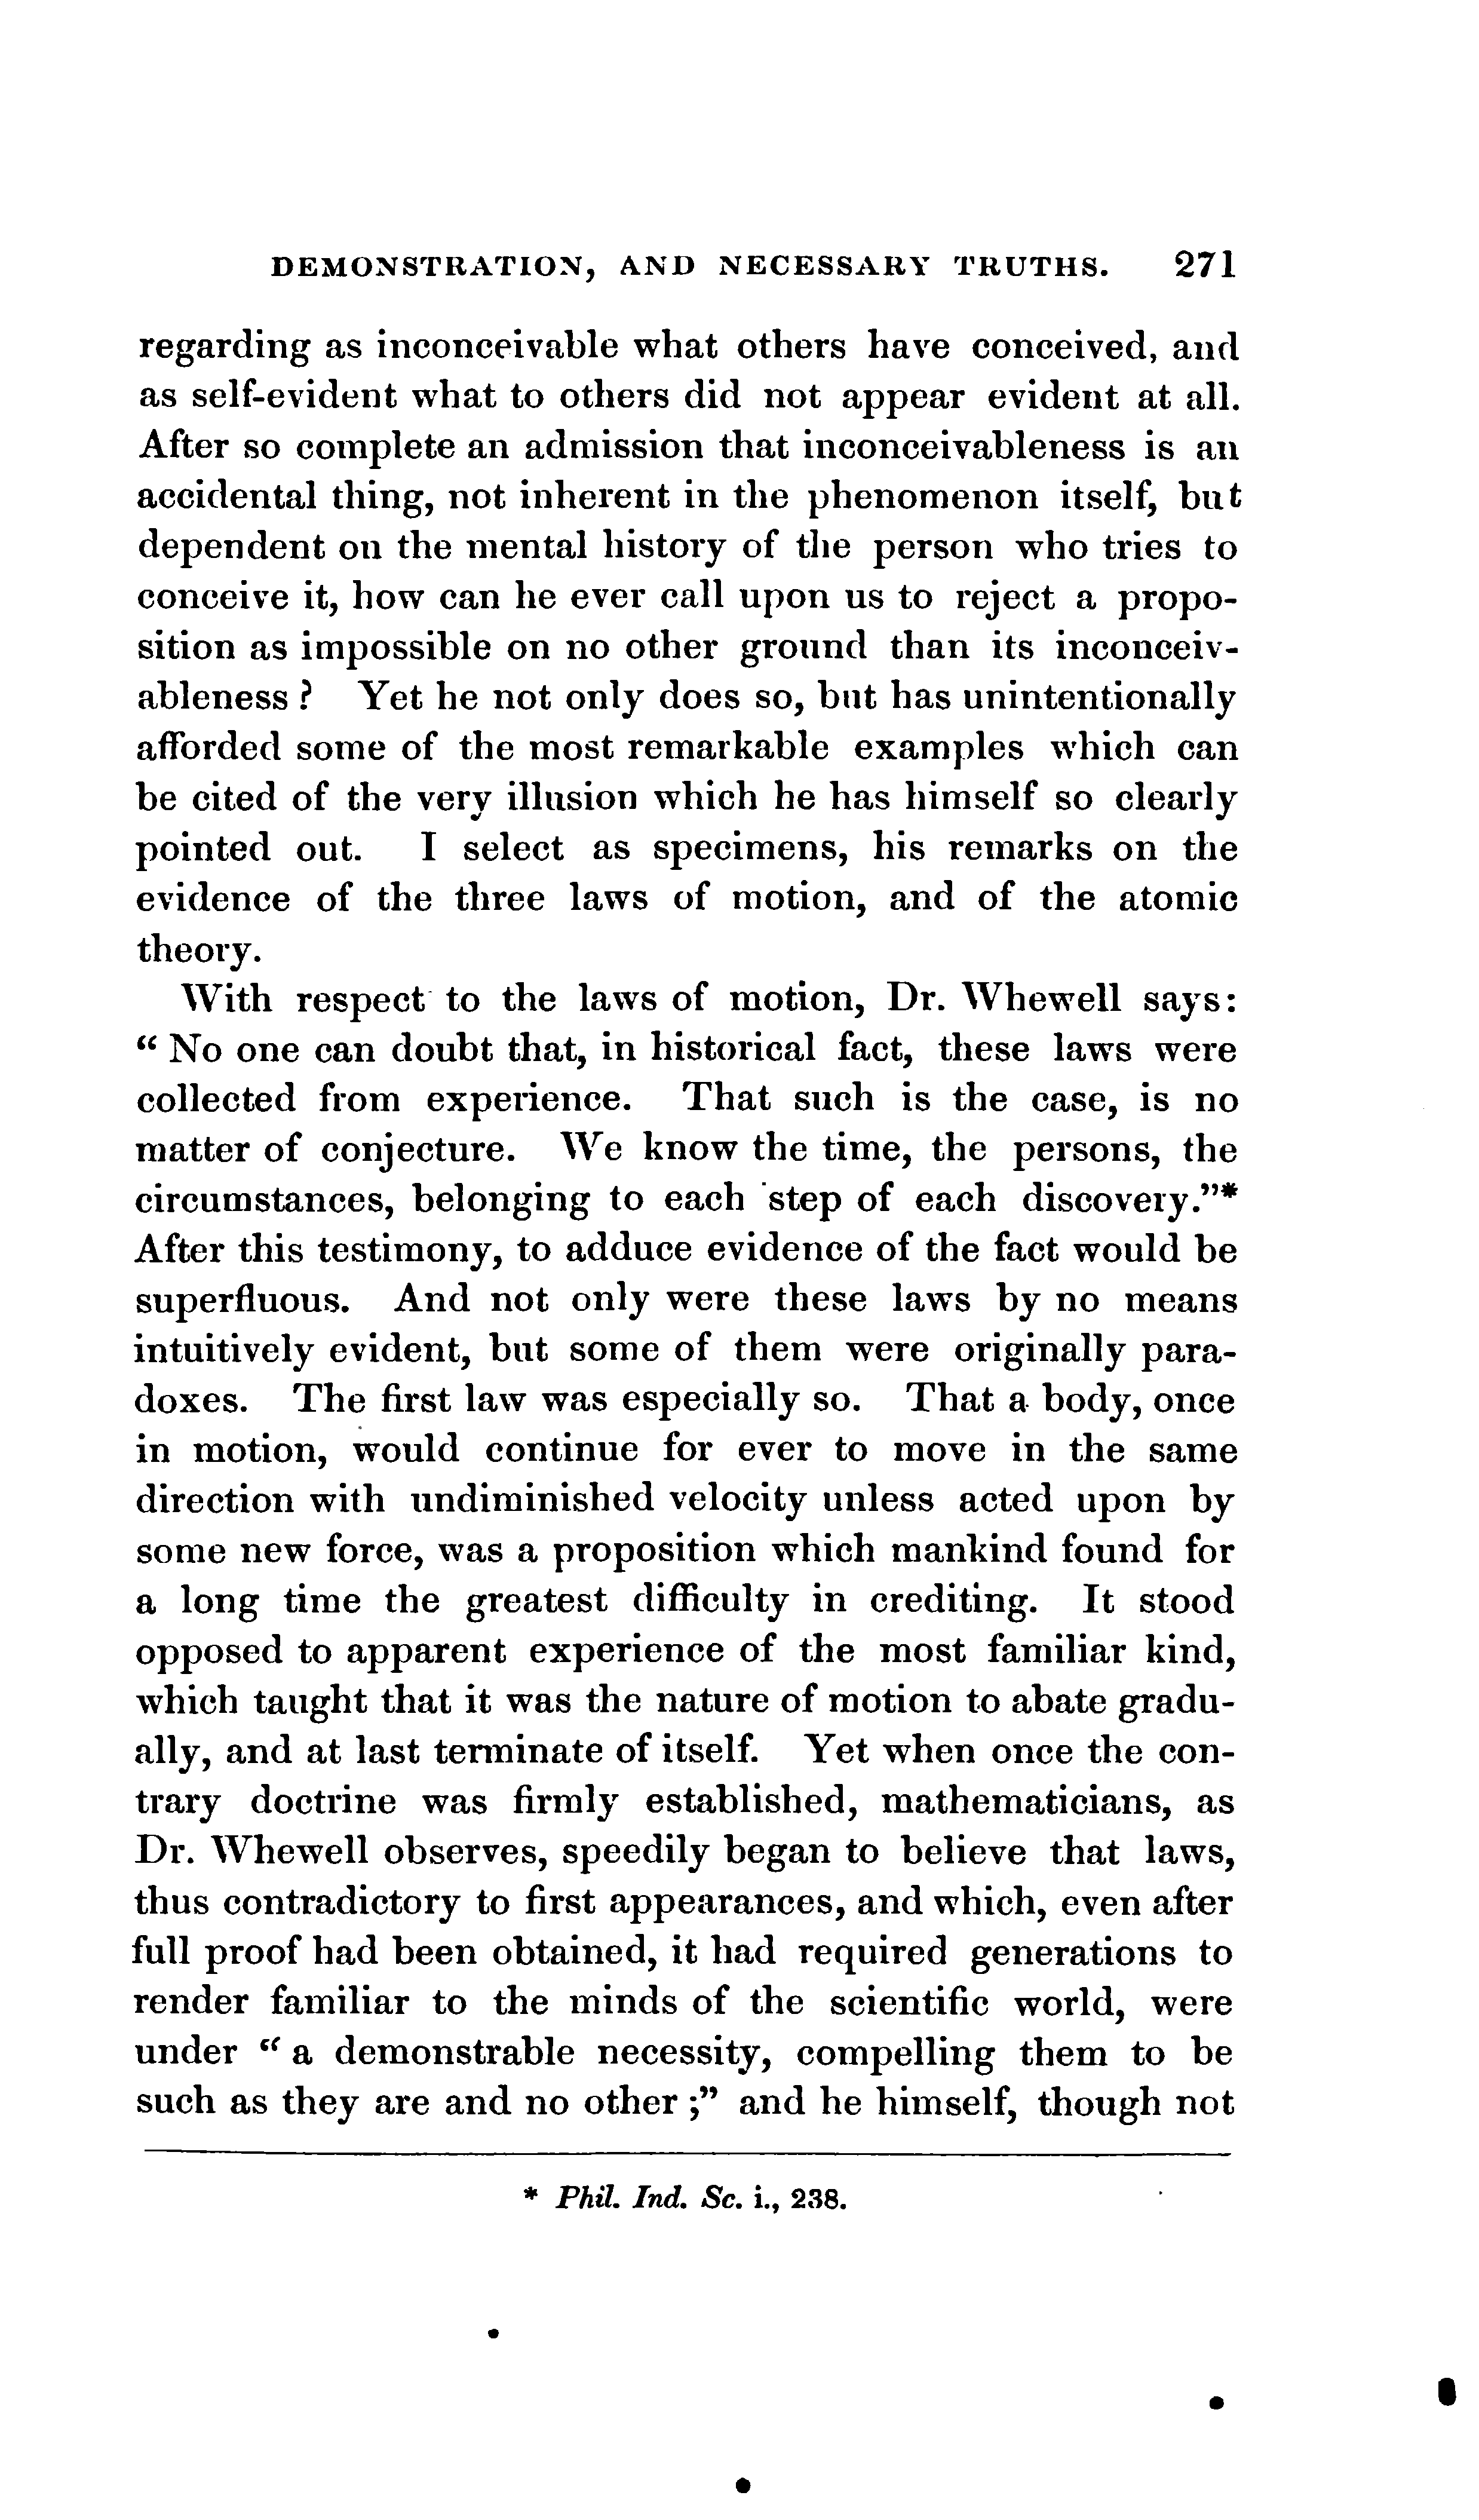 DEMONSTRATION, AND NECESSARY TRUTHS. 271
regarding as inconceivable what others have conceived, and
as self-evident what to others did not appear evident at all.
After so complete an admission that inconceivableness is an
accidental thing, not inherent in the phenomenon itself, but
dependent on the mental history of the person who tries to
conceive it, how can he ever call upon us to reject a propo-
sition as impossible on no other ground than its inconceiv-
ableness? Yet he not only does so, but has unintentionally
afforded some of the most remarkable examples which can
be cited of the very illusion which he has himself so clearly
pointed out. I select as specimens, his remarks on the
evidence of the three laws of motion, and of the atomic
theory.
With respect to the laws of motion, Dr. Whewell says:
“No one can doubt that, in historical fact, these laws were
collected from experience. That such is the case, is no
matter of conjecture. We know the time, the persons, the
circumstances, belonging to each step of each discovery.”*
After this testimony, to adduce evidence of the fact would be
superfluous. And not only were these laws by no means
intuitively evident, but some of them were originally para-
doxes. The first law was especially so. That a body, once
in motion, would continue for ever to move in the same
direction with undiminished velocity unless acted upon by
some new force, was a proposition which mankind found for
a long time the greatest difficulty in crediting. It stood
opposed to apparent experience of the most familiar kind,
which taught that it was the nature of motion to abate gradu-
ally, and at last terminate of itself. Yet when once the con-
trary doctrine was firmly established, mathematicians, as
Dr. Whewell observes, speedily began to believe that laws,
thus contradictory to first appearances, and which, even after
full proof had been obtained, it had required generations to
render familiar to the minds of the scientific world, were
under “a demonstrable necessity, compelling them to be
such as they are and no other;” and he himself, though not
* Phil. Ind. Sc. i., 238.